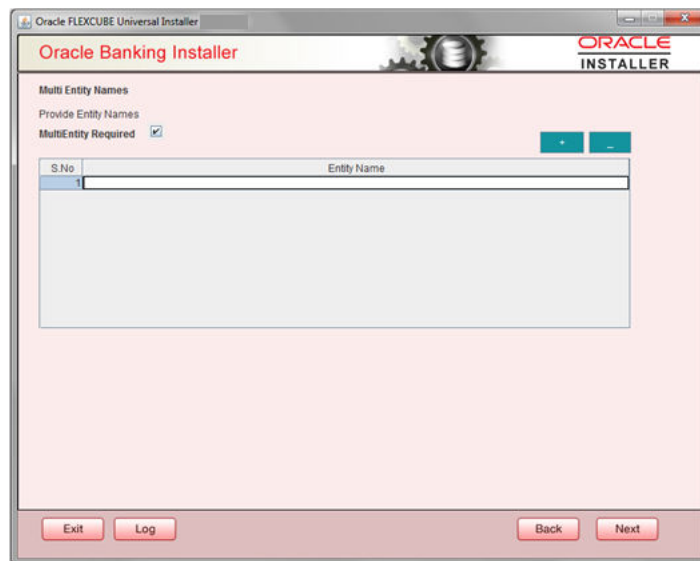 Oracle FLEXCUBE Universal Installer
Oracle Banking Installer
ORACLE
INSTALLER
Multi Entity Names
Provide Entity Names
MultiEntity Required
+ _
S.No Entity Name
1
Exit Log Back Next